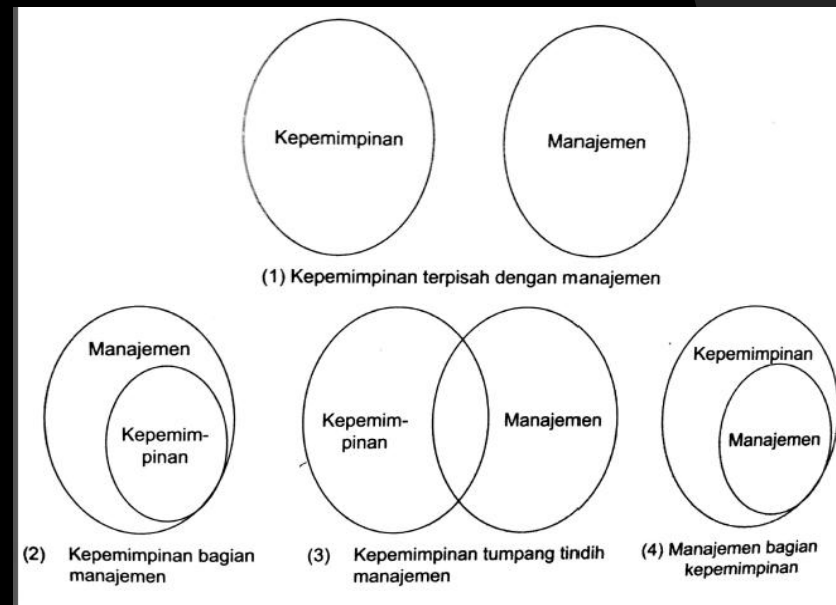 Kepemimpinan
Manajemen
(1) Kepemimpinan terpisah dengan manajemen
Manajemen
Kepemim-
pinan
(2) Kepemimpinan bagian
manajemen
Kepemim-
pinan
Manajemen
(3) Kepemimpinan tumpang tindih
manajemen
Kepemimpinan
Manajemen
(4) Manajemen bagian
kepemimpinan